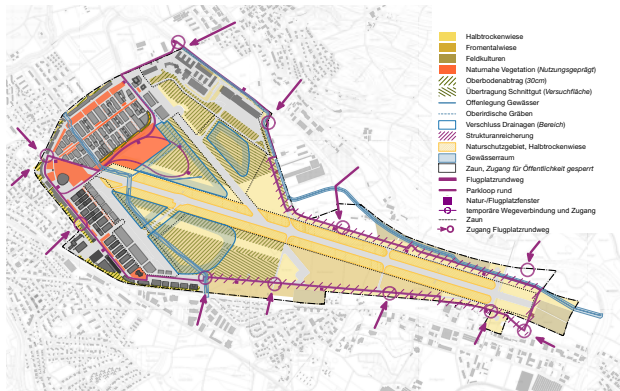 Halbtrockenwiese
Fromentalwiese
Feldkulturen
Naturnahe Vegetation (Nutzungsgeprägt)
Oberbodenabtrag (30cm)
Übertragung Schnittgut (Versuchfläche)
Offenlegung Gewässer
Oberirdische Gräben
Verschluss Drainagen (Bereich)
Strukturanreicherung
Naturschutzgebiet, Halbtrockenwiese
Gewässerraum
Zaun, Zugang für Öffentlichkeit gesperrt
Flugplatzrundweg
Parkloop rund
Natur-/Flugplatzfenster
temporäre Wegeverbindung und Zugang
Zaun
Zugang Flugplatzrundweg